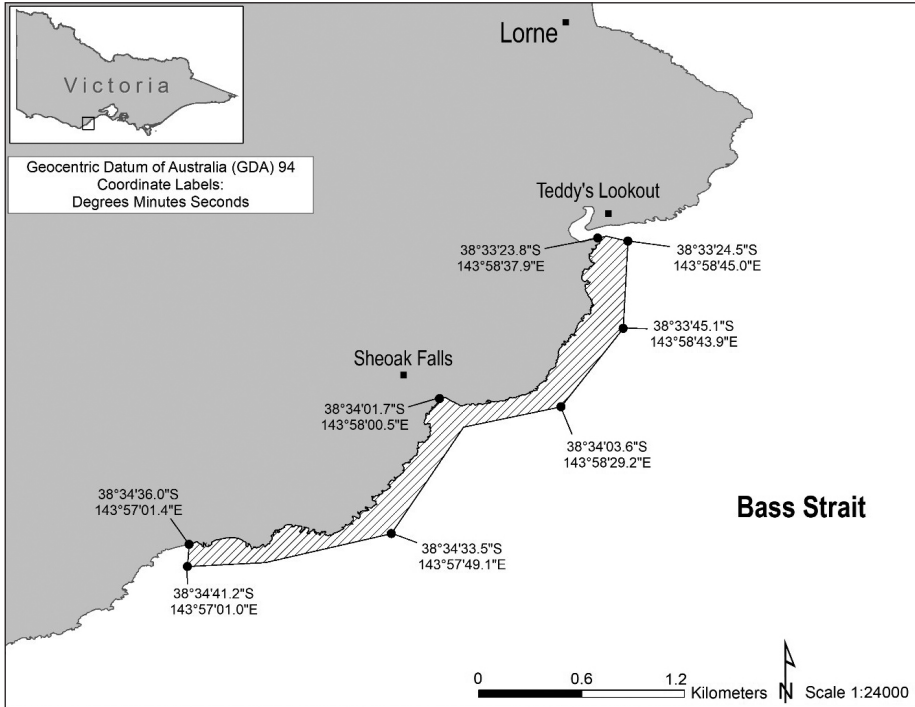 Lorne
Victoria
Geocentric Datum of Australia (GDA) 94
Coordinate Labels:
Degrees Minutes Seconds
Teddy's Lookout
38°33'23.8"S
143°58'37.9"E
38°33'24.5"S
143°58'45.0"E
38°33'45.1"S
143°58'43.9"E
Sheoak Falls
38°34'01.7"S
143°58'00.5"E
38°34'03.6"S
143°58'29.2"E
38°34'36.0"S
143°57'01.4"E
Bass Strait
38°34'33.5"S
143°57'49.1"E
38°34'41.2"S
143°57'01.0"E
0 0.6 1.2
Kilometers N Scale 1:24000